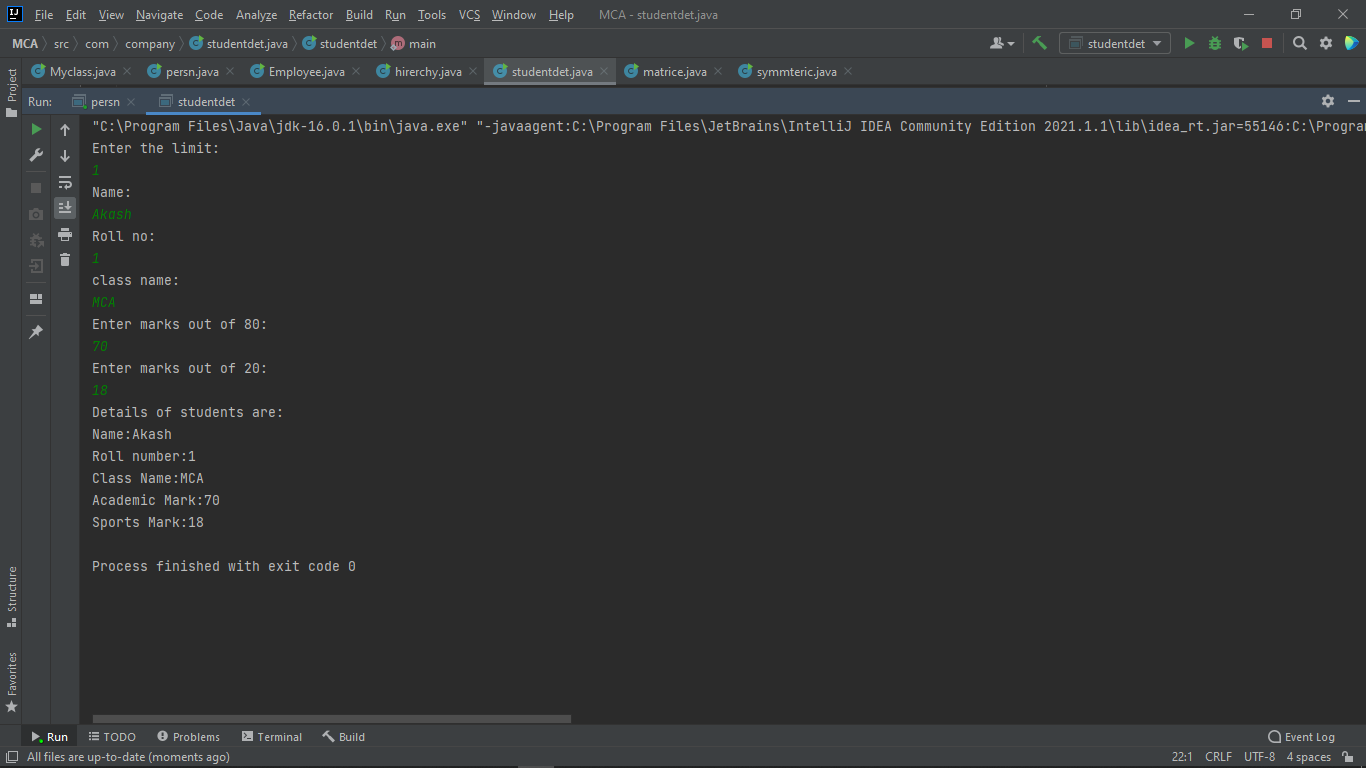 IJ File Edit View Navigate Code Analyze Refactor Build Run Tools VCS Window Help MCA - studentdet.java
MCA src com company studentdet.java studentdet m main studentdet
Project
Myclass.java persn.java Employee.java hirerchy.java studentdet.java matrice.java symmteric.java
Run: persn studentdet
"C:\Program Files\Java\jdk-16.0.1\bin\java.exe" "-javaagent:C:\Program Files\JetBrains\IntelliJ IDEA Community Edition 2021.1.1\lib\idea_rt.jar=55146:C:\Program
Enter the limit:
1
Name:
Akash
Roll no:
1
class name:
MCA
Enter marks out of 80:
70
Enter marks out of 20:
18
Details of students are:
Name:Akash
Roll number:1
Class Name:MCA
Academic Mark:70
Sports Mark:18
Process finished with exit code 0
Structure
Favorites
Run TODO Problems Terminal Build Event Log
All files are up-to-date (moments ago) 22:1 CRLF UTF-8 4 spaces